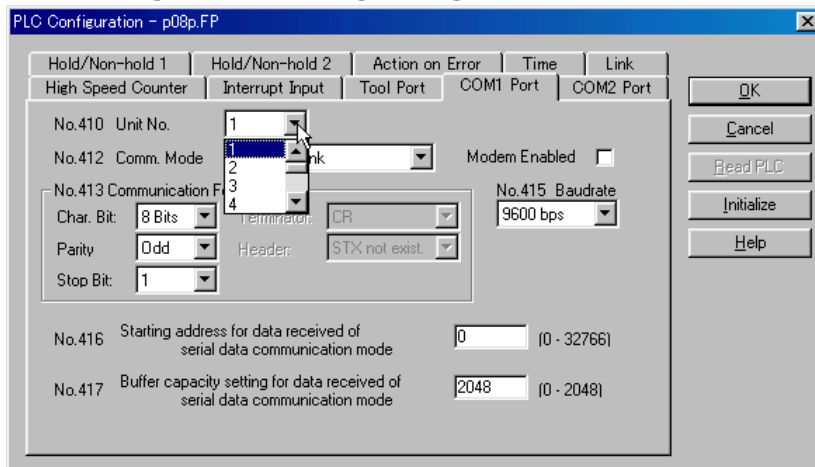 PLC Configuration - p08p.FP
Hold/Non-hold 1 Hold/Non-hold 2 Action on Error Time Link
High Speed Counter Interrupt Input Tool Port COM1 Port COM2 Port
OK
No.410 Unit No. 1
Cancel
1
No.412 Comm. Mode nk Modem Enabled
2
Read PLC
3
No.413 Communication F No.415 Baudrate
4
Initialize
Char. Bit: 8 Bits Terminator: CR 9600 bps
Parity Odd Header: STX not exist.
Help
Stop Bit: 1
No.416 Starting address for data received of
serial data communication mode 0 (0 - 32766)
No.417 Buffer capacity setting for data received of
serial data communication mode 2048 (0 - 2048)